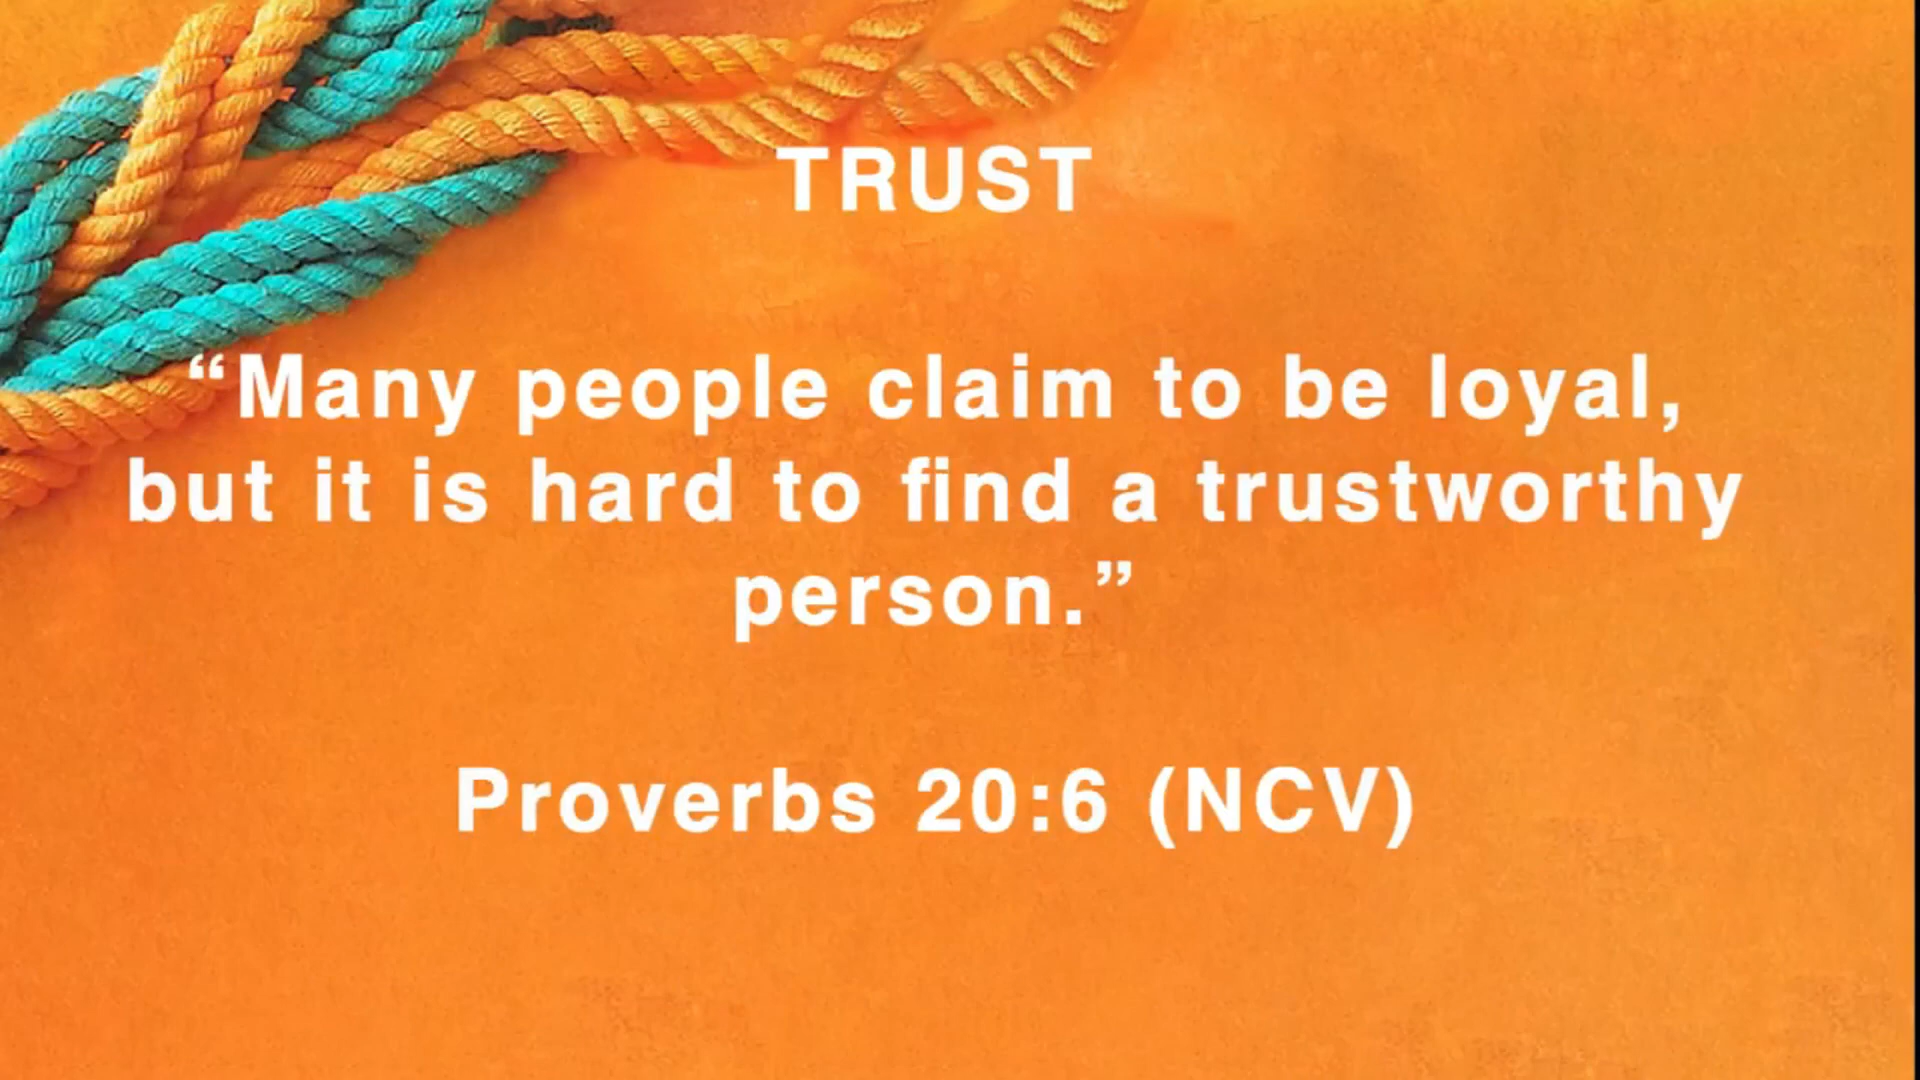 TRUST
“Many people claim to be loyal,
but it is hard to find a trustworthy
person.”
Proverbs 20:6 (NCV)